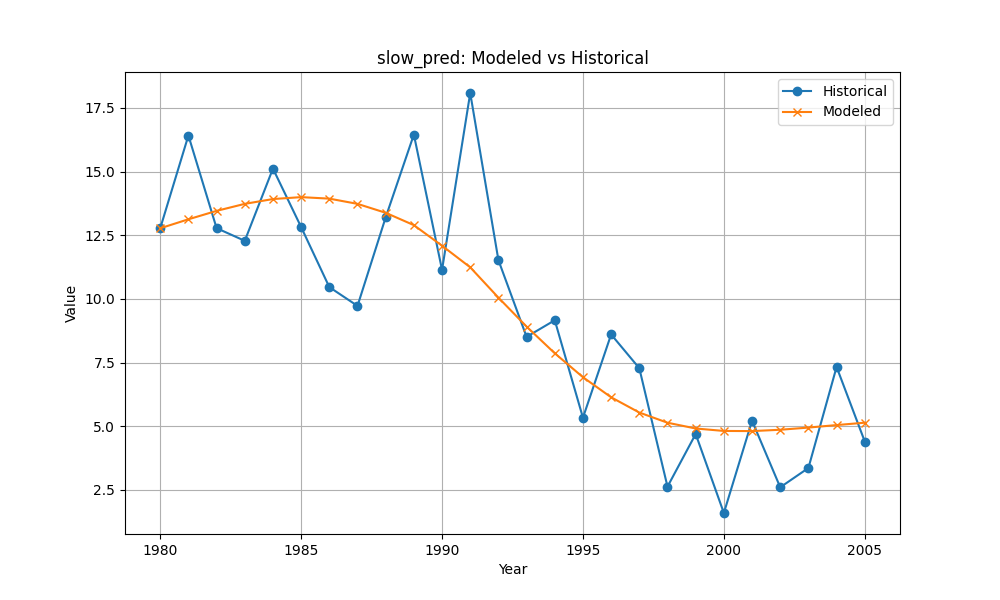 slow_pred: Modeled vs Historical
Historical
Modeled
Value
17.5
15.0
12.5
10.0
7.5
5.0
2.5
1980
1985
1990
1995
2000
2005
Year